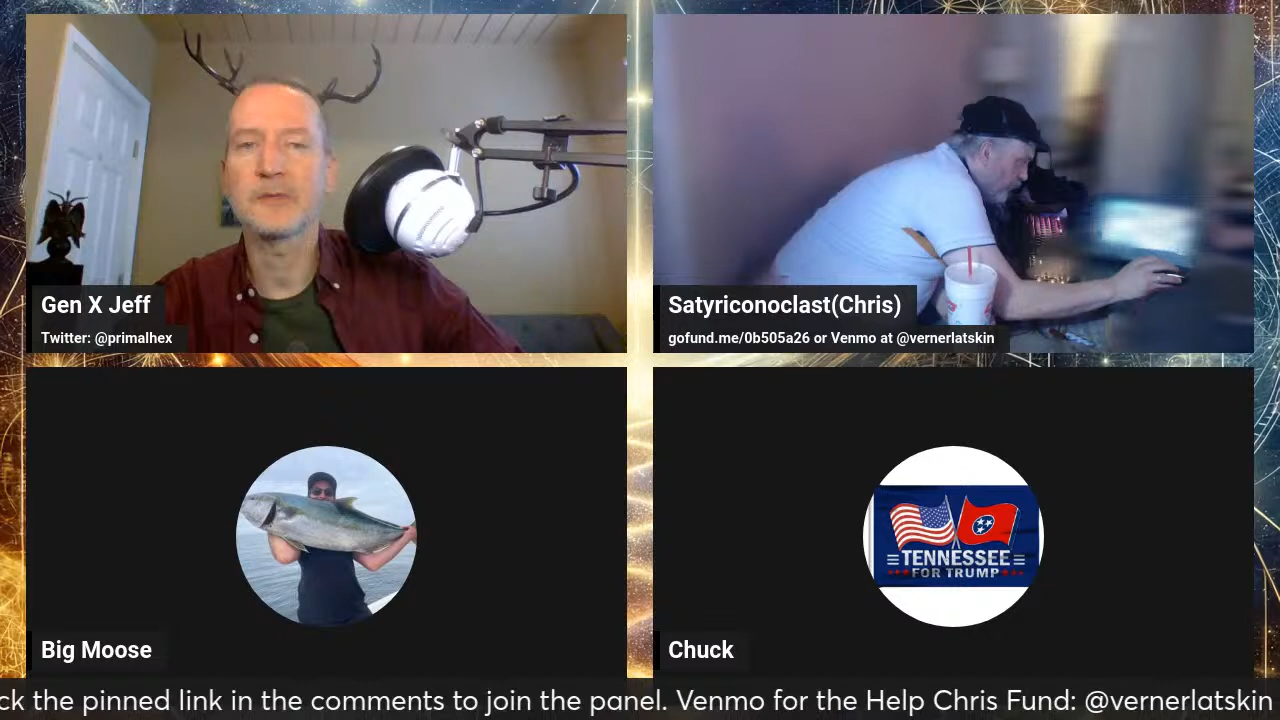 Gen X Jeff
Twitter: @primalhex
Satyriconoclast(Chris)
gofund.me/0b505a26 or Venmo at @vernerlatskin
TENNESSEE
FOR TRUMP
Big Moose
Chuck
ck the pinned link in the comments to join the panel. Venmo for the Help Chris Fund: @vernerlatskin